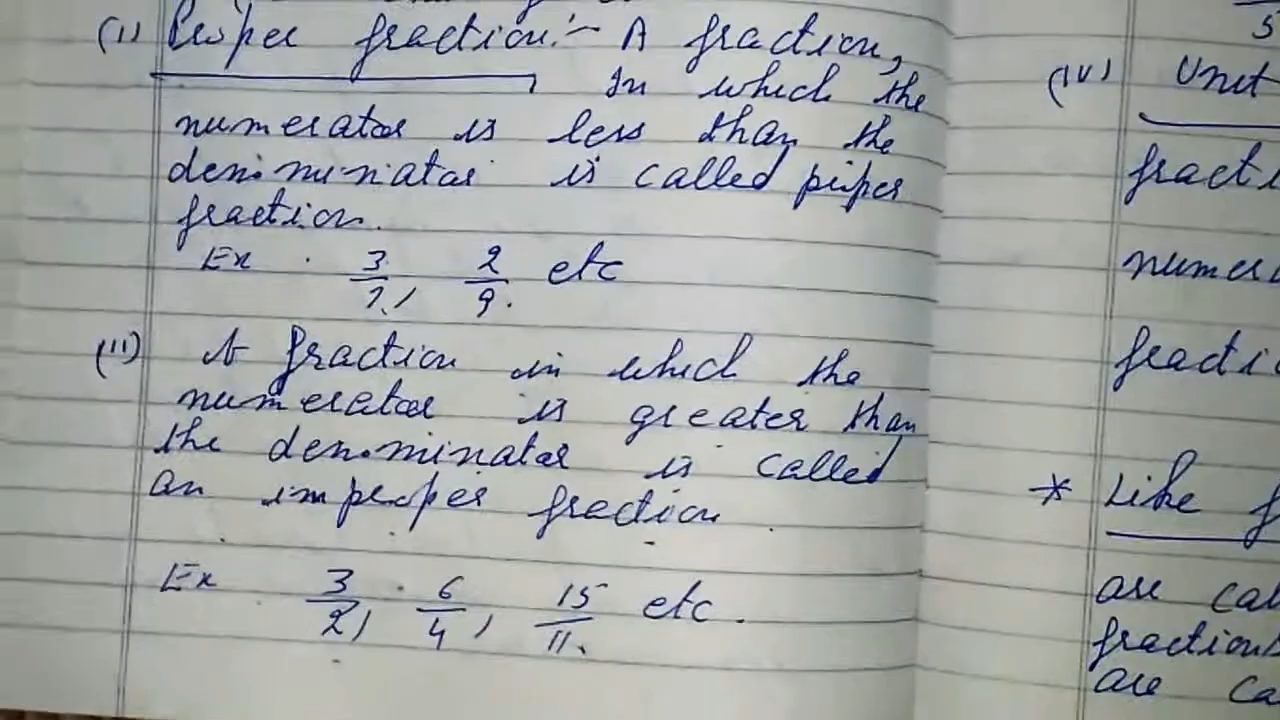 (i) Proper fraction:- A fraction,
In which the
numerator is less than the
denominator is called proper
fraction.
Ex 3/7, 2/9. etc
(ii) A fraction in which the
numerator is greater than
the denominator is called
an improper fraction
Ex 3/2, 6/4, 15/11. etc.
5
(iv) Unit
fracti
numera
fracti
* Like f
are cal
fractions
are ca